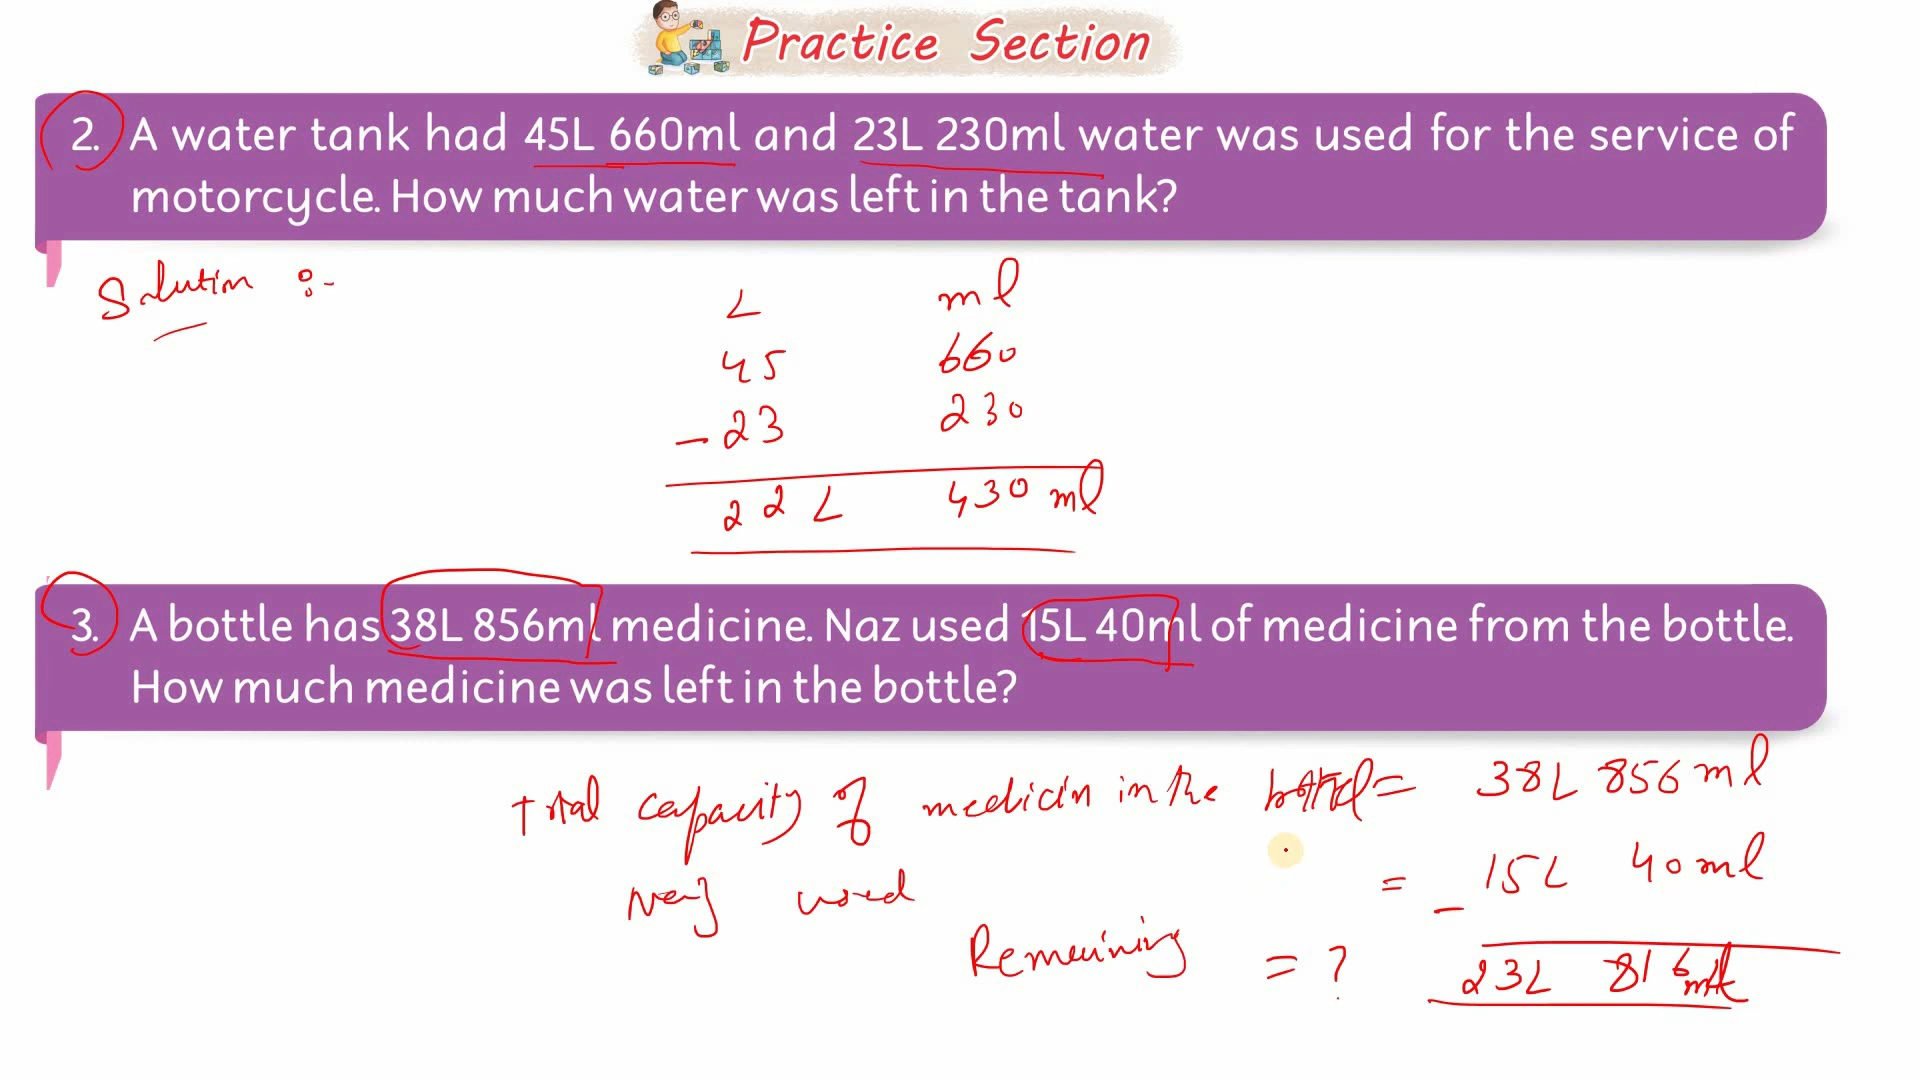 Practice Section
2. A water tank had 45L 660ml and 23L 230ml water was used for the service of
motorcycle. How much water was left in the tank?
Solution :-
L ml
45 660
- 23 230
22 L 430 ml
3. A bottle has 38L 856ml medicine. Naz used 15L 40ml of medicine from the bottle.
How much medicine was left in the bottle?
Total capacity of medicin in the bottle = 38L 856 ml
Naz used = - 15L 40 ml
Remaining = ? 23L 816 ml